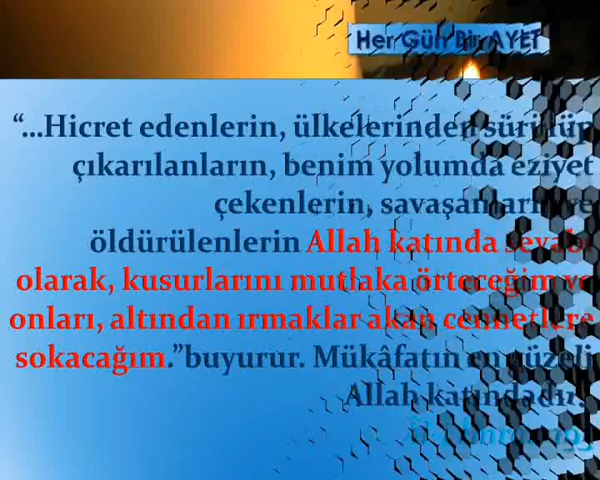 Her Gün Bir AYET
“...Hicret edenlerin, ülkelerinden sürülüp
çıkarılanların, benim yolumda eziyet
çekenlerin, savaşanların ve
öldürülenlerin Allah katında sevabı
olarak, kusurlarını mutlaka örteceğim ve
onları, altından ırmaklar akan cennetlere
sokacağım.”buyurur. Mükâfatın en güzeli
Allah katındadır.